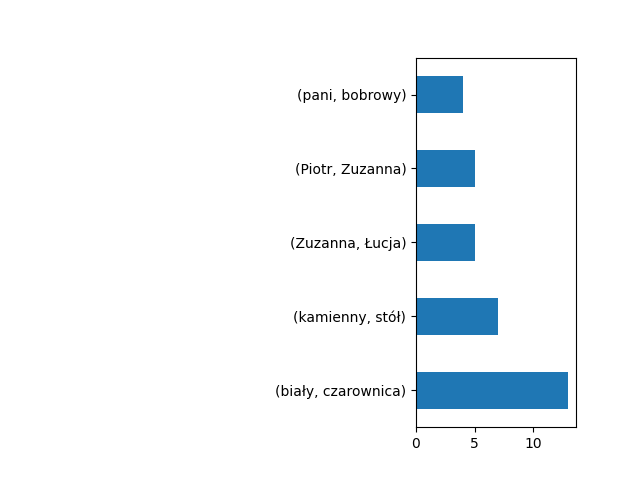 (pani, bobrowy)
(Piotr, Zuzanna)
(Zuzanna, Łucja)
(kamienny, stół)
(biały, czarownica)
0 5 10